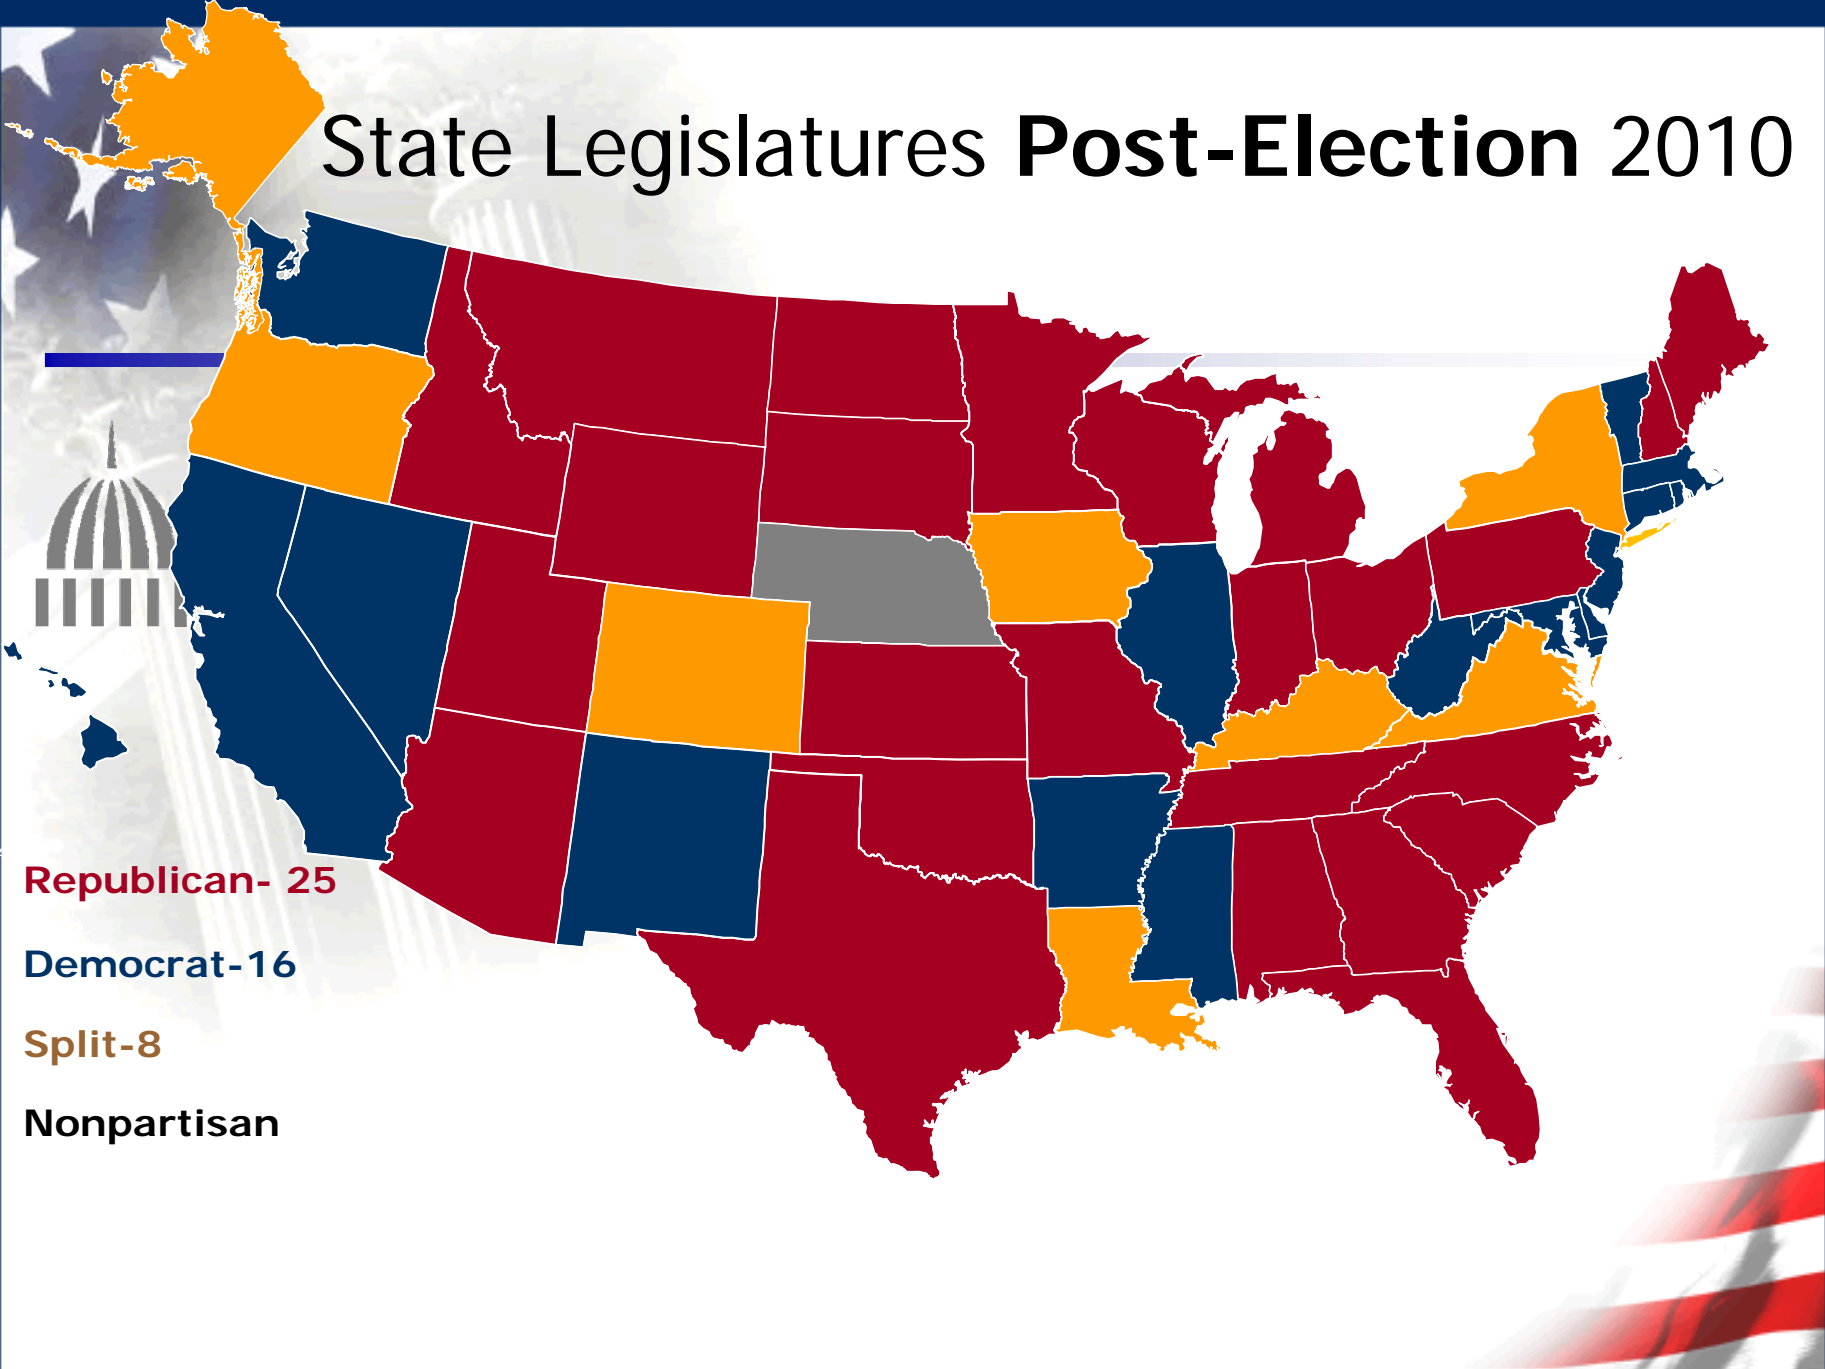 State Legislatures Post-Election 2010
Republican- 25
Democrat-16
Split-8
Nonpartisan